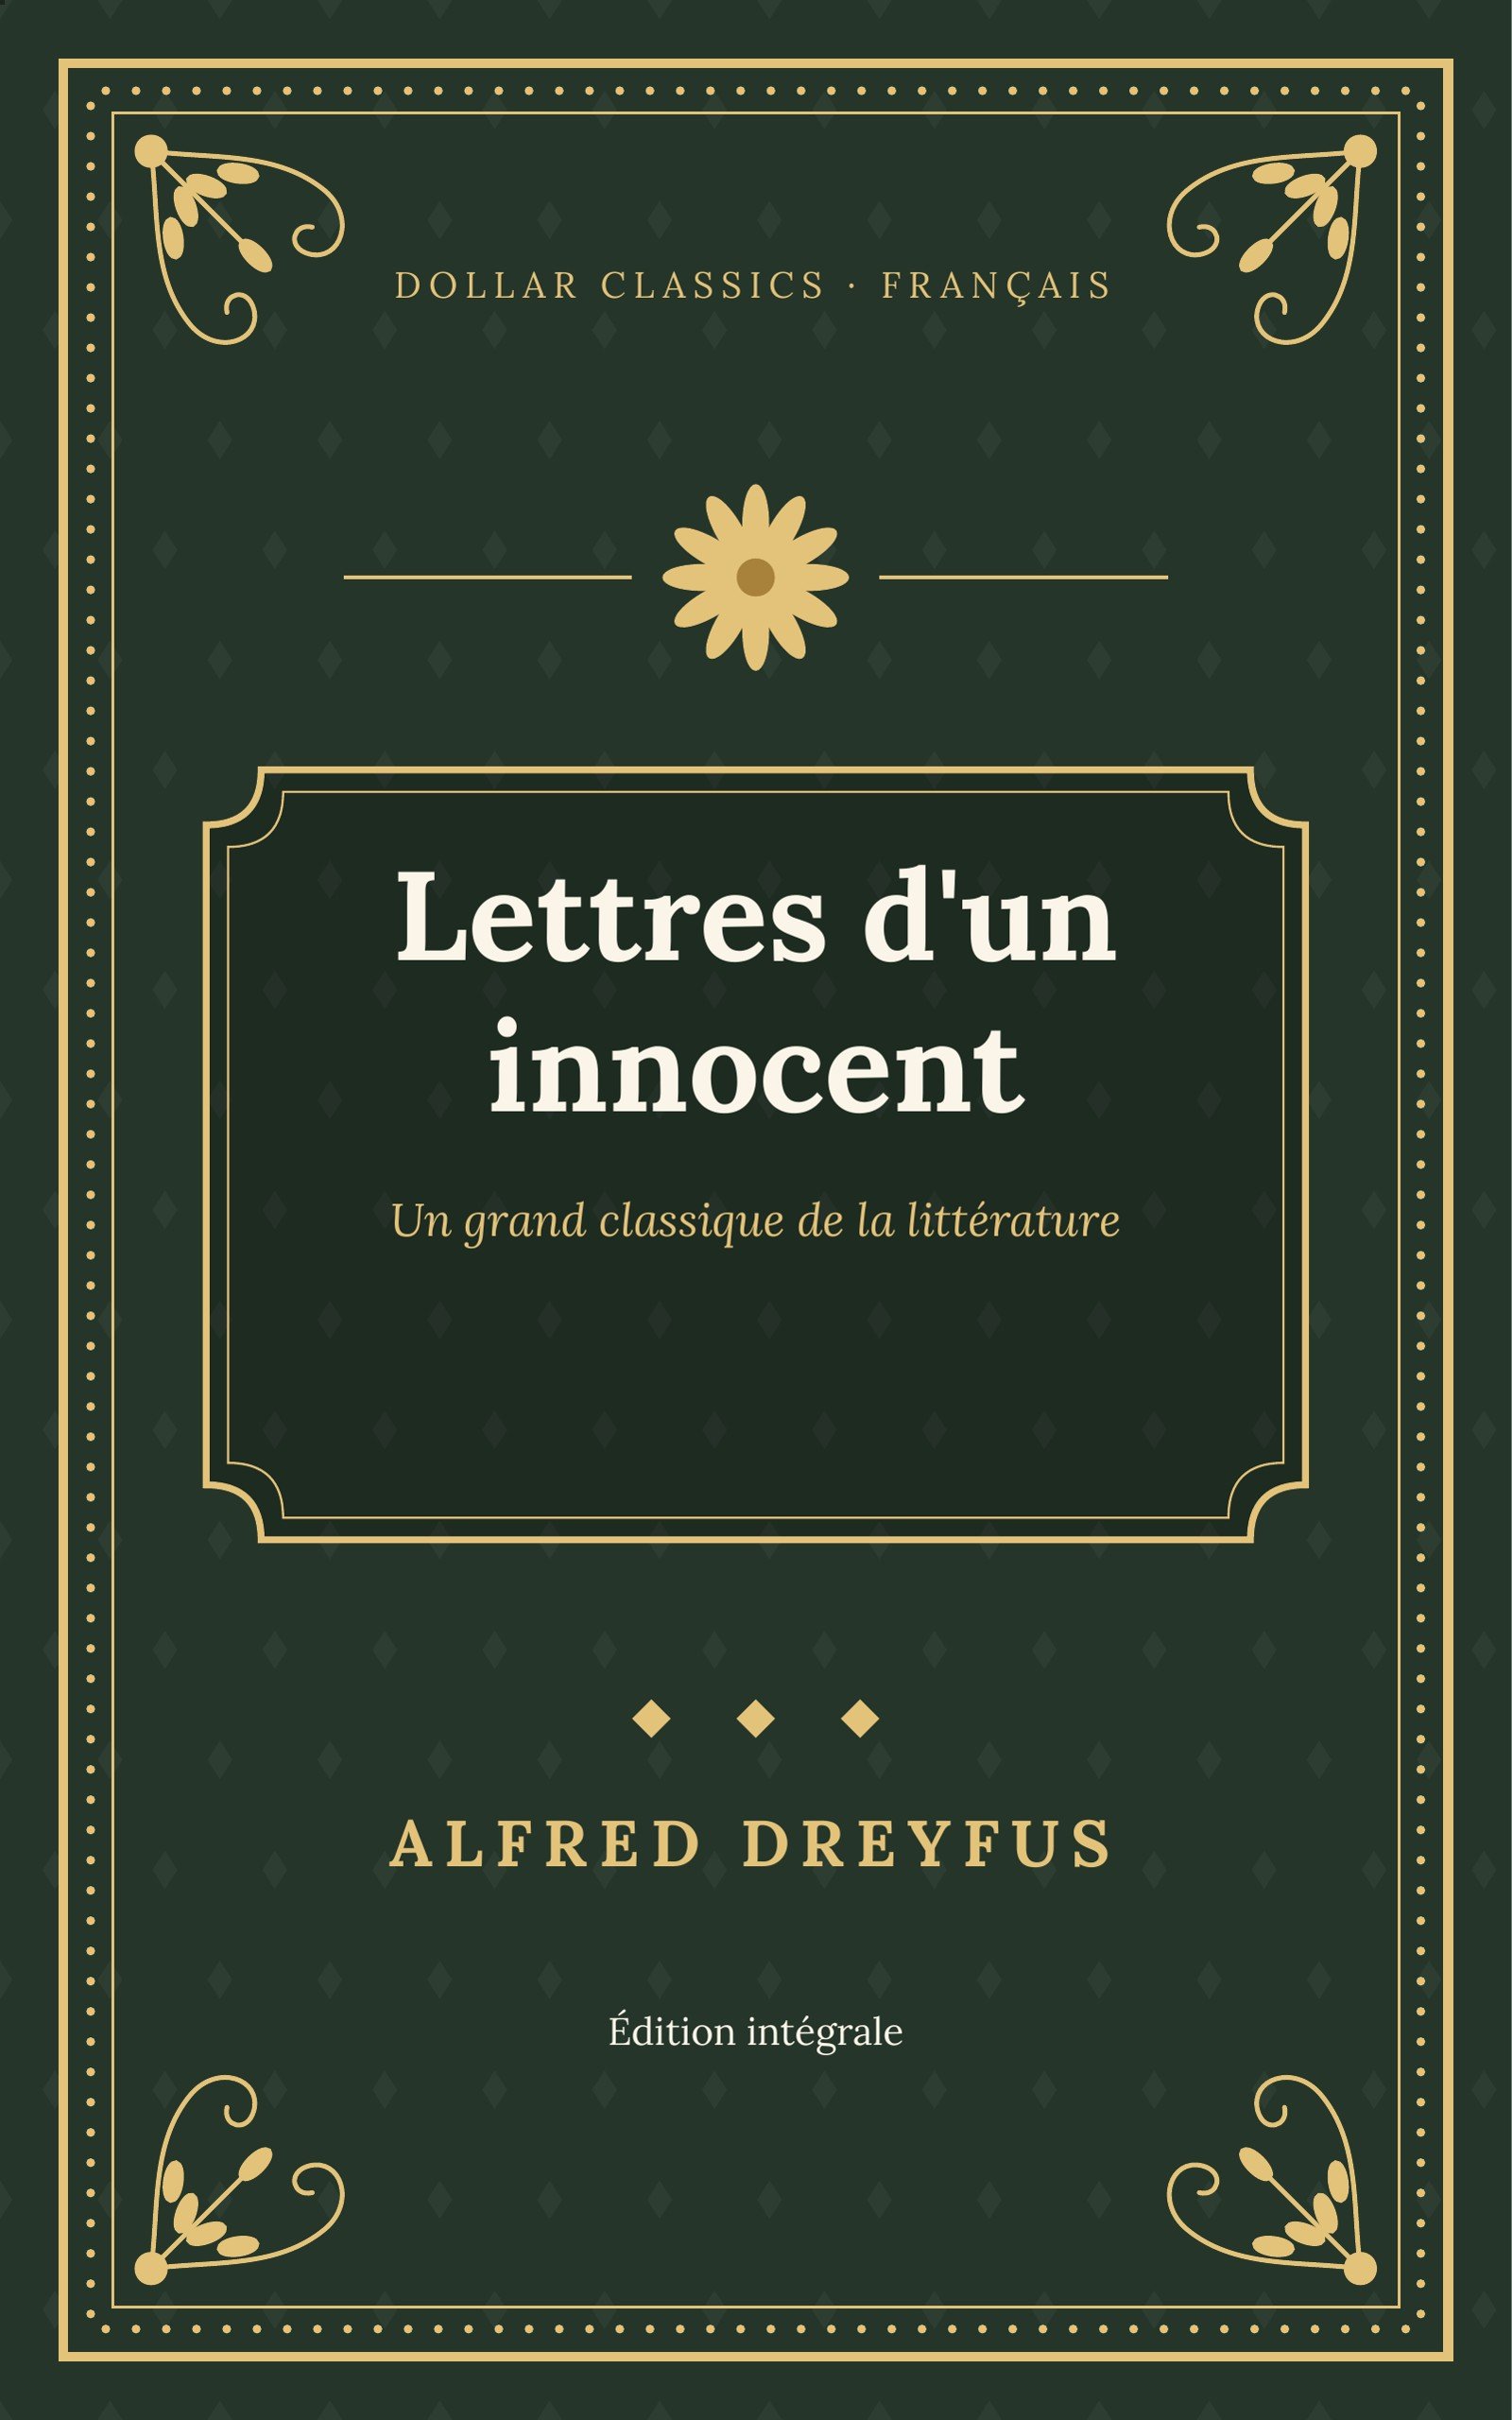 DOLLAR CLASSICS · FRANÇAIS
Lettres d'un
innocent
Un grand classique de la littérature
ALFRED DREYFUS
Édition intégrale